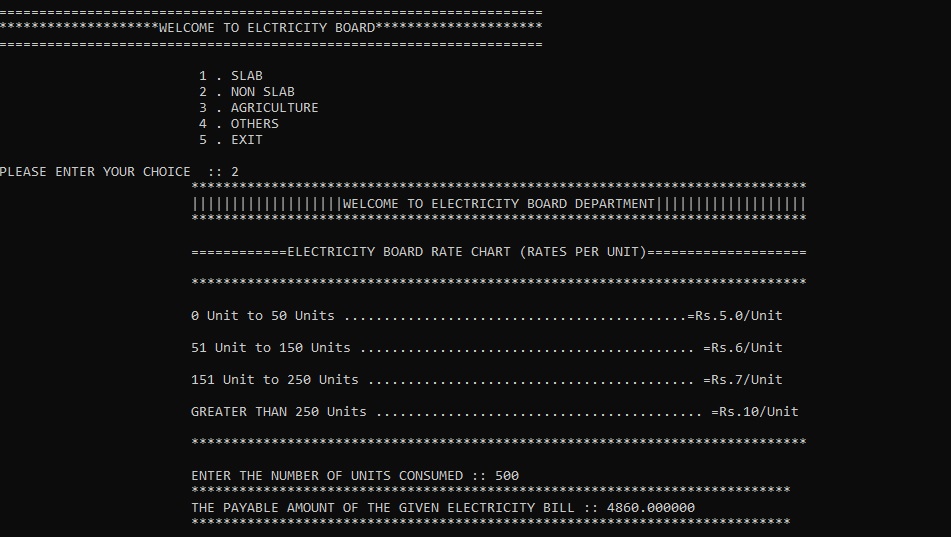 ====================================================================
********************WELCOME TO ELCTRICITY BOARD*********************
====================================================================
1 . SLAB
2 . NON SLAB
3 . AGRICULTURE
4 . OTHERS
5 . EXIT
PLEASE ENTER YOUR CHOICE  :: 2
*****************************************************************************
|||||||||||||||||||WELCOME TO ELECTRICITY BOARD DEPARTMENT|||||||||||||||||||
*****************************************************************************
============ELECTRICITY BOARD RATE CHART (RATES PER UNIT)====================
*****************************************************************************
0 Unit to 50 Units ...........................................=Rs.5.0/Unit
51 Unit to 150 Units .......................................... =Rs.6/Unit
151 Unit to 250 Units ......................................... =Rs.7/Unit
GREATER THAN 250 Units ......................................... =Rs.10/Unit
*****************************************************************************
ENTER THE NUMBER OF UNITS CONSUMED :: 500
***************************************************************************
THE PAYABLE AMOUNT OF THE GIVEN ELECTRICITY BILL :: 4860.000000
***************************************************************************